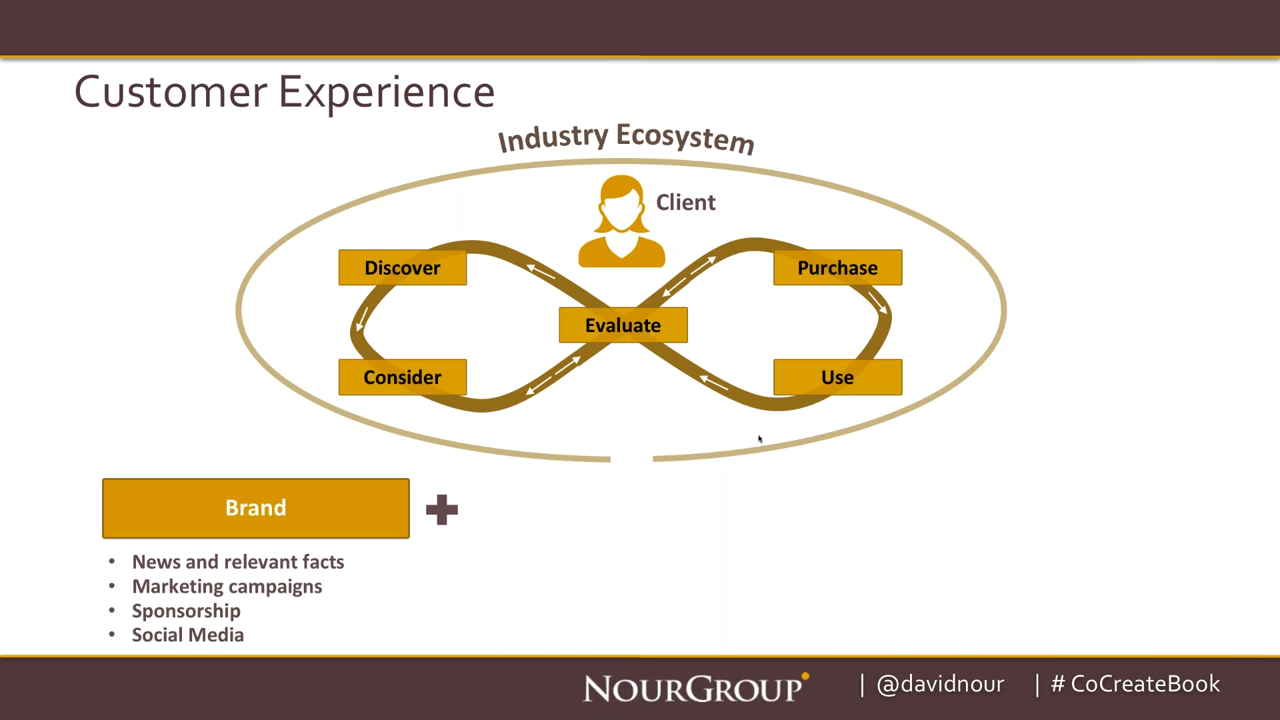 Customer Experience
Industry Ecosystem
Client
Discover
Purchase
Evaluate
Consider
Use
Brand
• News and relevant facts
• Marketing campaigns
• Sponsorship
• Social Media
NOURGROUP | @davidnour | # CoCreateBook